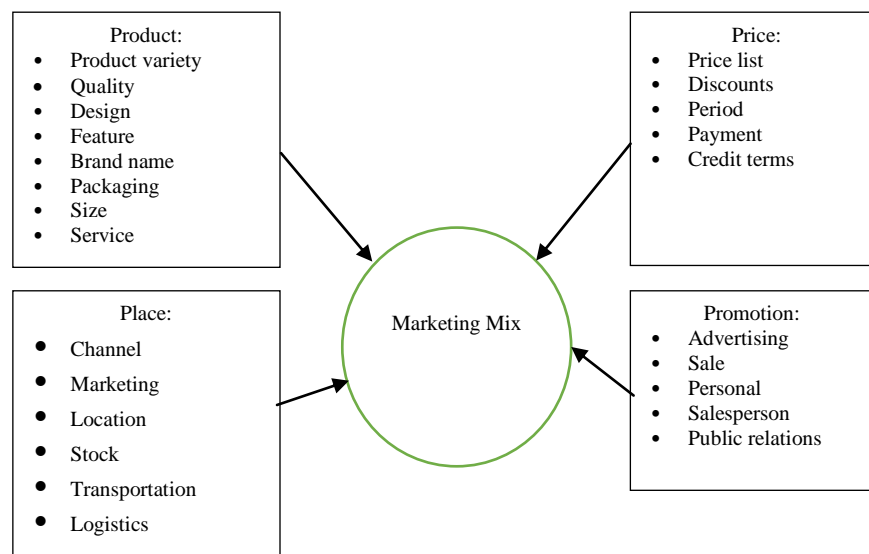 Product:
• Product variety
• Quality
• Design
• Feature
• Brand name
• Packaging
• Size
• Service
Price:
• Price list
• Discounts
• Period
• Payment
• Credit terms
Marketing Mix
Place:
• Channel
• Marketing
• Location
• Stock
• Transportation
• Logistics
Promotion:
• Advertising
• Sale
• Personal
• Salesperson
• Public relations